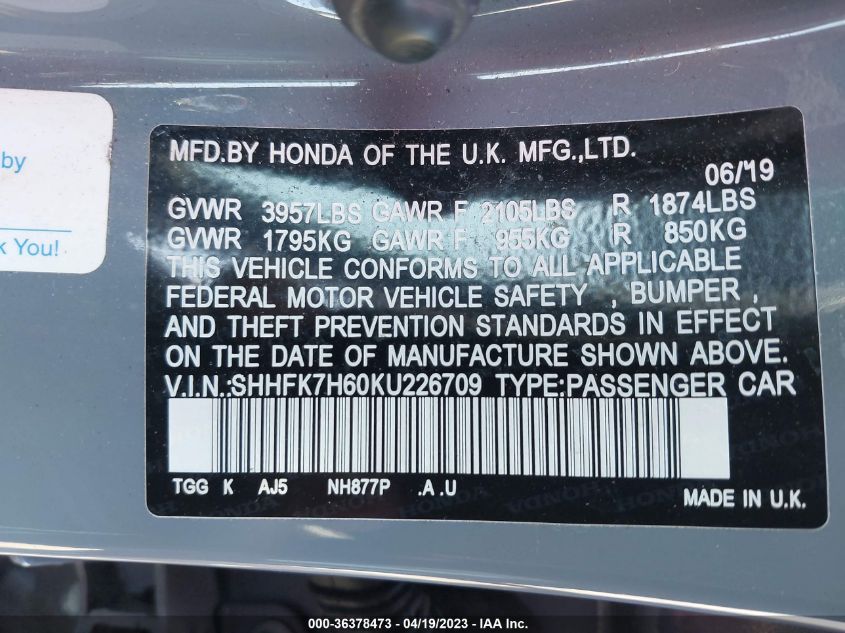 by
k You!
MFD.BY HONDA OF THE U.K. MFG.,LTD.
06/19
GVWR 3957LBS GAWR F 2105LBS R 1874LBS
GVWR 1795KG GAWR F 955KG R 850KG
THIS VEHICLE CONFORMS TO ALL APPLICABLE
FEDERAL MOTOR VEHICLE SAFETY , BUMPER ,
AND THEFT PREVENTION STANDARDS IN EFFECT
ON THE DATE OF MANUFACTURE SHOWN ABOVE.
V.I.N.:SHHFK7H60KU226709 TYPE:PASSENGER CAR
TGG K AJ5 NH877P .A .U
MADE IN U.K.
000-36378473 - 04/19/2023 - IAA Inc.